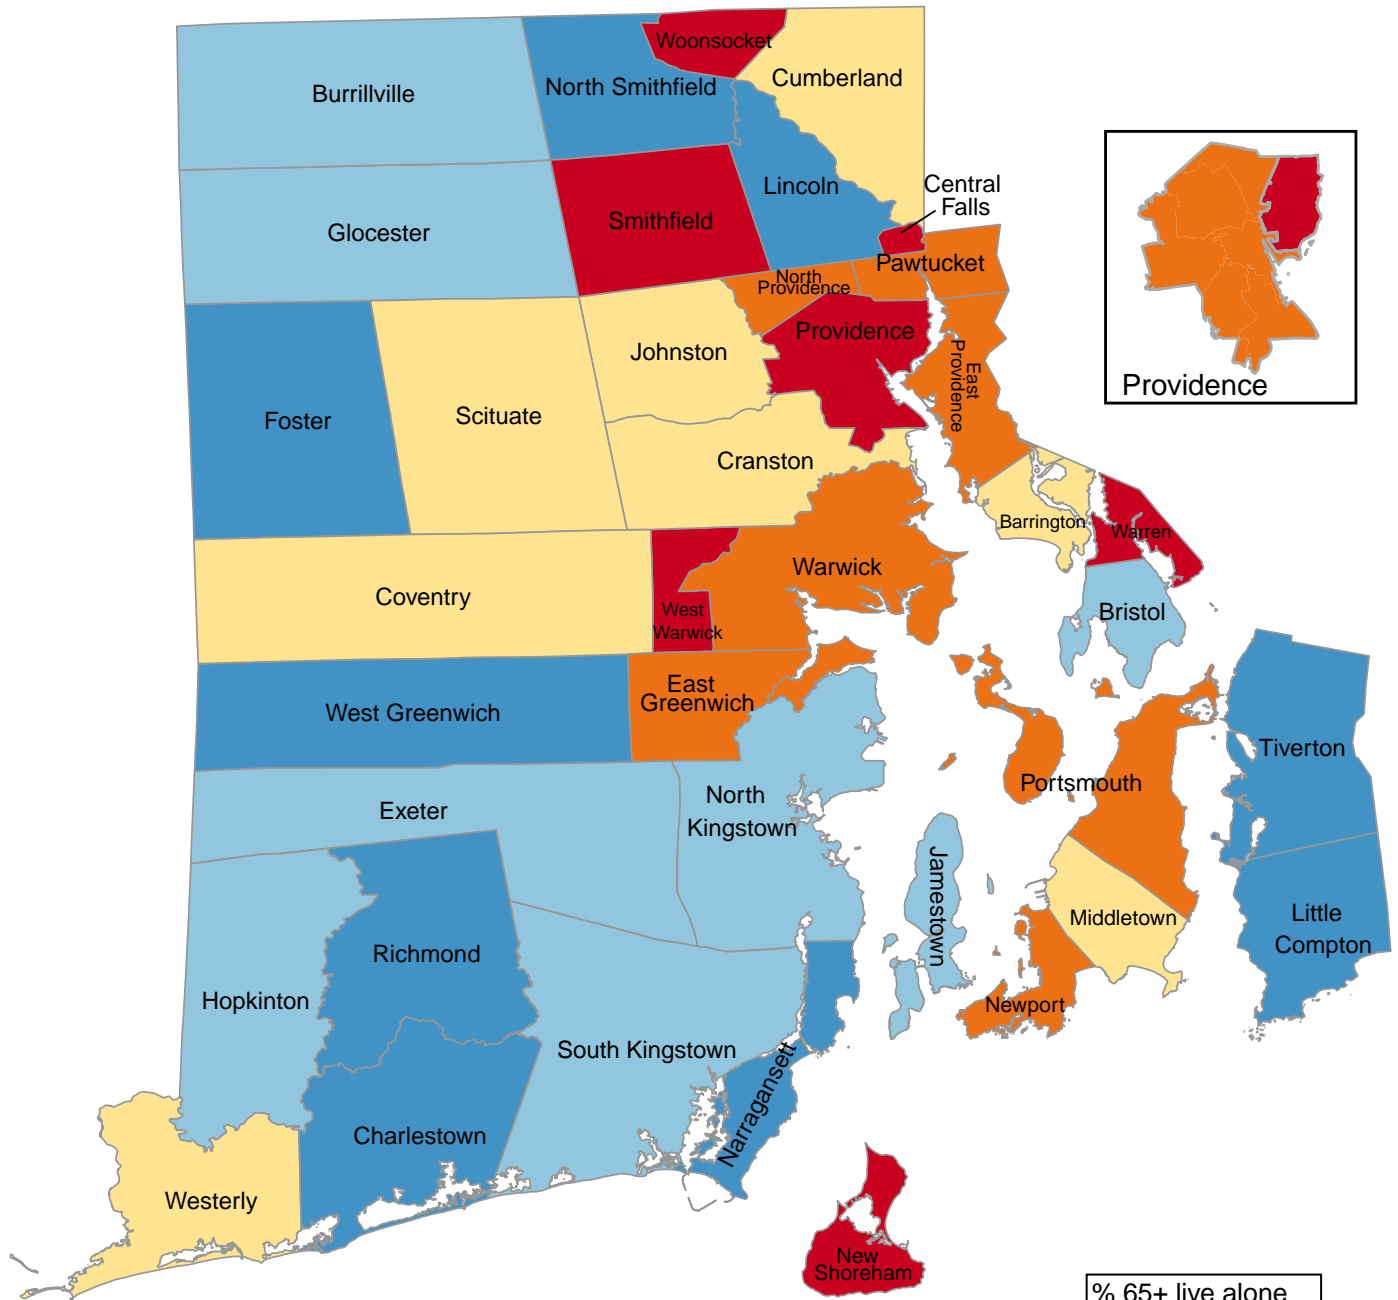 Woonsocket
Cumberland
North Smithfield
Burrillville
Lincoln
Central
Falls
Smithfield
Glocester
Pawtucket
North
Providence
Providence
Johnston
East
Providence
Providence
Scituate
Foster
Cranston
Barrington
Warren
Warwick
Coventry
West
Warwick
Bristol
East
Greenwich
West Greenwich
Tiverton
Portsmouth
North
Kingstown
Exeter
Jamestown
Middletown
Little
Compton
Richmond
Hopkinton
Newport
South Kingstown
Narragansett
Charlestown
Westerly
New
Shoreham
% 65+ live alone